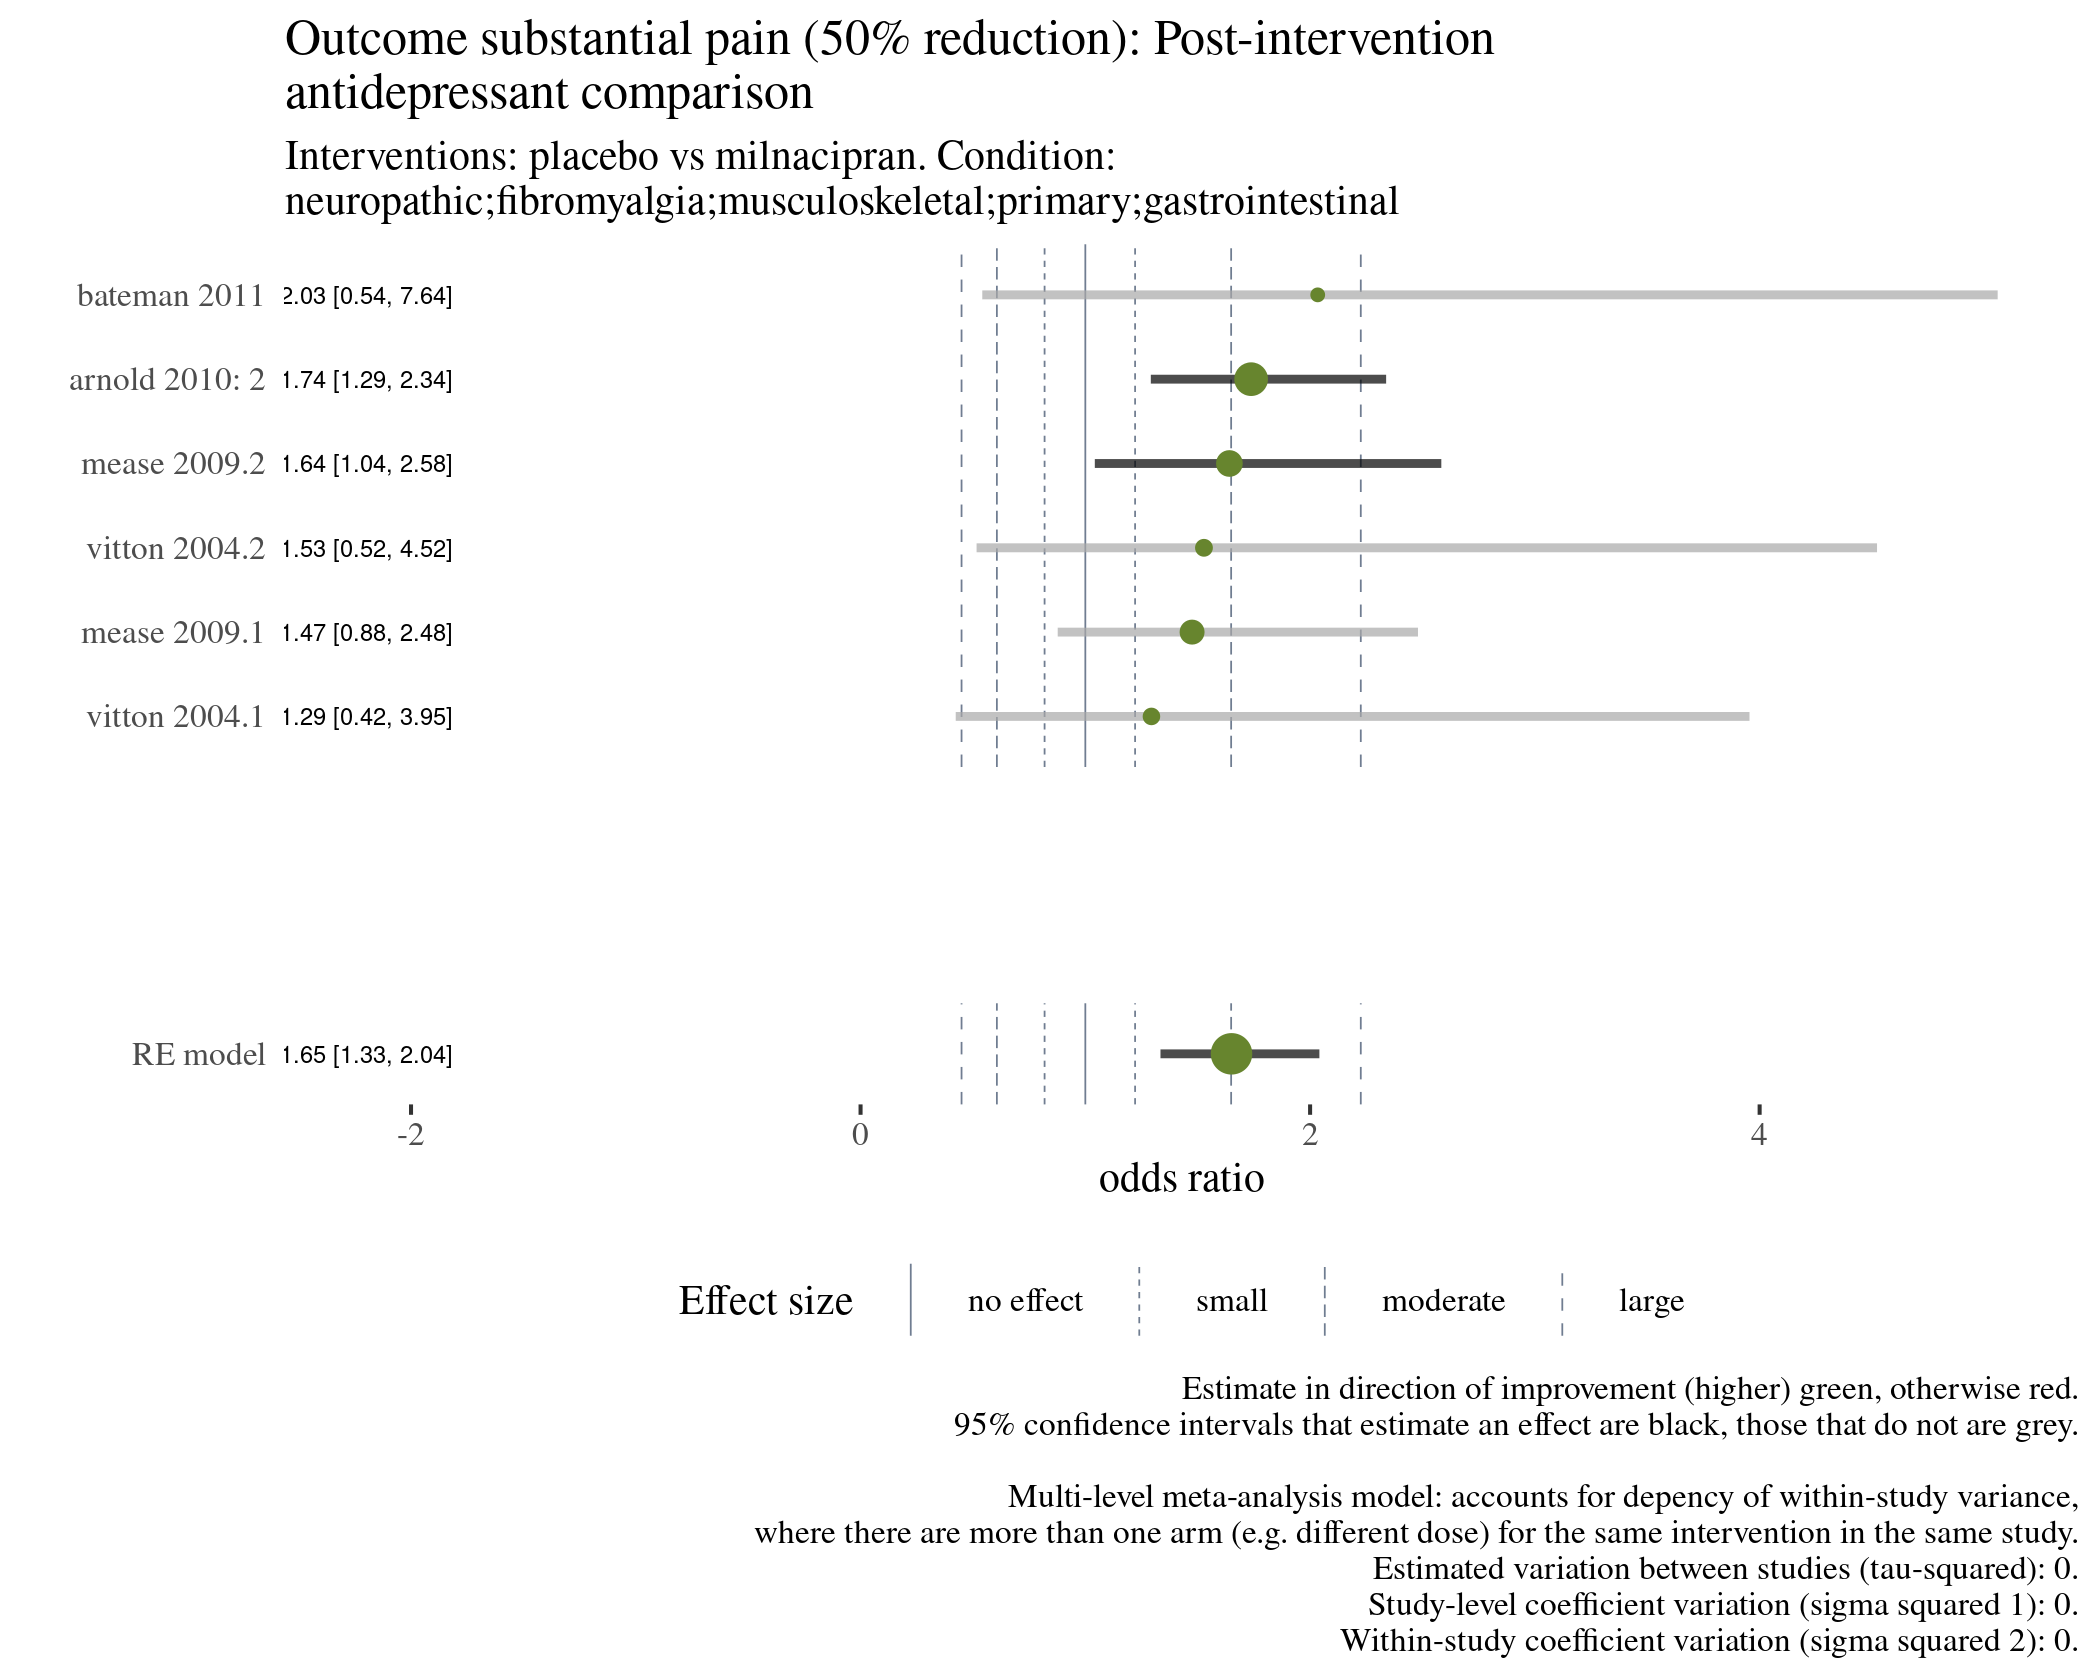 Outcome substantial pain (50% reduction): Post-intervention
antidepressant comparison
Interventions: placebo vs milnacipran. Condition:
neuropathic;fibromyalgia;musculoskeletal;primary;gastrointestinal
bateman 2011 2.03 [0.54, 7.64]
arnold 2010: 2 1.74 [1.29, 2.34]
mease 2009.2 1.64 [1.04, 2.58]
vitton 2004.2 1.53 [0.52, 4.52]
mease 2009.1 1.47 [0.88, 2.48]
vitton 2004.1 1.29 [0.42, 3.95]
RE model 1.65 [1.33, 2.04]
-2 0 2 4
odds ratio
Effect size no effect small moderate large
Estimate in direction of improvement (higher) green, otherwise red.
95% confidence intervals that estimate an effect are black, those that do not are grey.
Multi-level meta-analysis model: accounts for depency of within-study variance,
where there are more than one arm (e.g. different dose) for the same intervention in the same study.
Estimated variation between studies (tau-squared): 0.
Study-level coefficient variation (sigma squared 1): 0.
Within-study coefficient variation (sigma squared 2): 0.